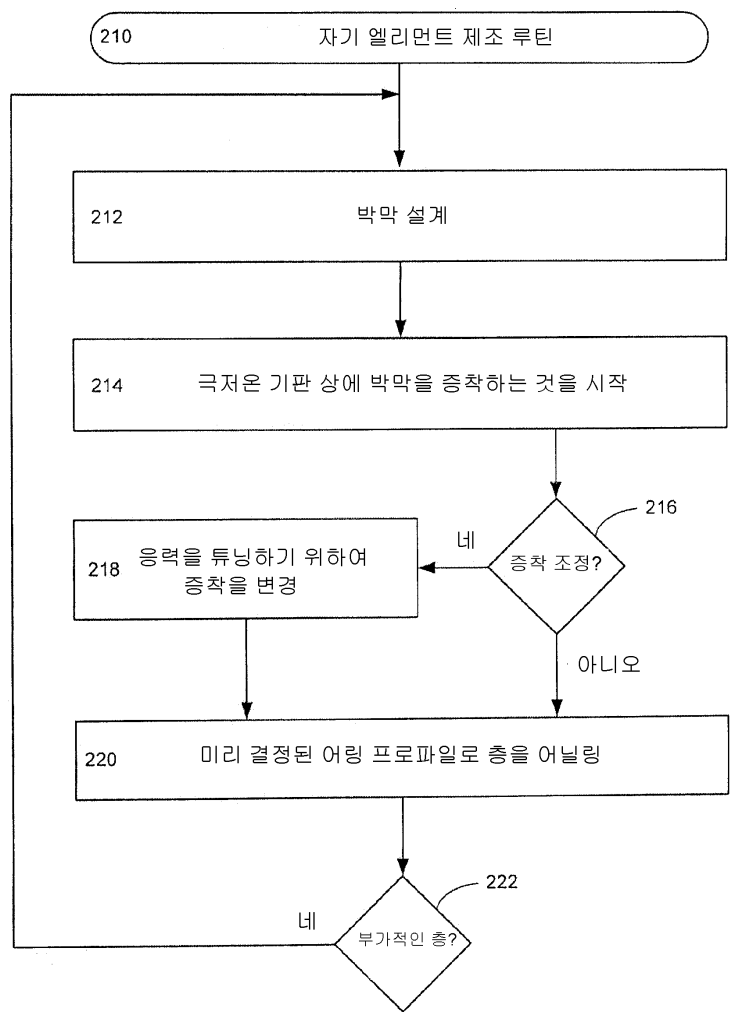 210 자기 엘리먼트 제조 루틴
212 박막 설계
214 극저온 기판 상에 박막을 증착하는 것을 시작
216
증착 조정?
네
218 응력을 튜닝하기 위하여
증착을 변경
아니오
220 미리 결정된 어링 프로파일로 층을 어닐링
222
네
부가적인 층?